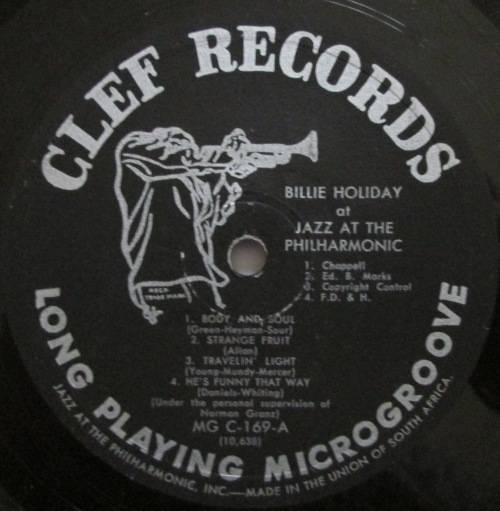 CLEF RECORDS
BILLIE HOLIDAY
at
JAZZ AT THE
PHILHARMONIC
1. Chappell
2. Ed. B. Marks
3. Copyright Control
4. F.D. & H.
REGD.
TRADE MARK
1. BODY AND SOUL
(Green-Heyman-Sour)
2. STRANGE FRUIT
(Allan)
3. TRAVELIN' LIGHT
(Young-Mundy-Mercer)
4. HE'S FUNNY THAT WAY
(Daniels-Whiting)
(Under the personal supervision of
Norman Granz)
MG C-169-A
(10,638)
LONG PLAYING MICROGROOVE
JAZZ AT THE PHILHARMONIC, INC.—MADE IN THE UNION OF SOUTH AFRICA.